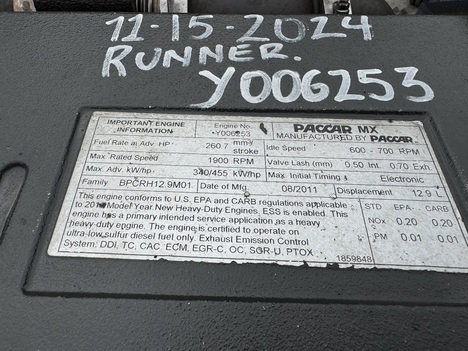 11-15-2024
RUNNER.
Y006253
IMPORTANT ENGINE INFORMATION
Engine No. Y006253
PACCAR MX
MANUFACTURED BY PACCAR
Fuel Rate at Adv. HP 260.7 mm³/stroke
Idle Speed 600 - 700 RPM
Max. Rated Speed 1900 RPM
Valve Lash (mm) 0.50 Int. 0.70 Exh.
Max. Adv. kW/hp 340/455 kW/hp
Max. Initial Timing Electronic
Family BPCRH12.9M01
Date of Mfg. 08/2011
Displacement 12.9 l
This engine conforms to U.S. EPA and CARB regulations applicable
to Model Year New Heavy-Duty Engines. ESS is enabled. This
engine has a primary intended service application as a heavy
heavy-duty engine. The engine is certified to operate on
ultra-low sulfur diesel fuel only. Exhaust Emission Control
System: DDI, TC, CAC, ECM, EGR-C, OC, SCR-U, PTOX
STD EPA CARB
NOx 0.20 0.20
PM 0.01 0.01
1859848